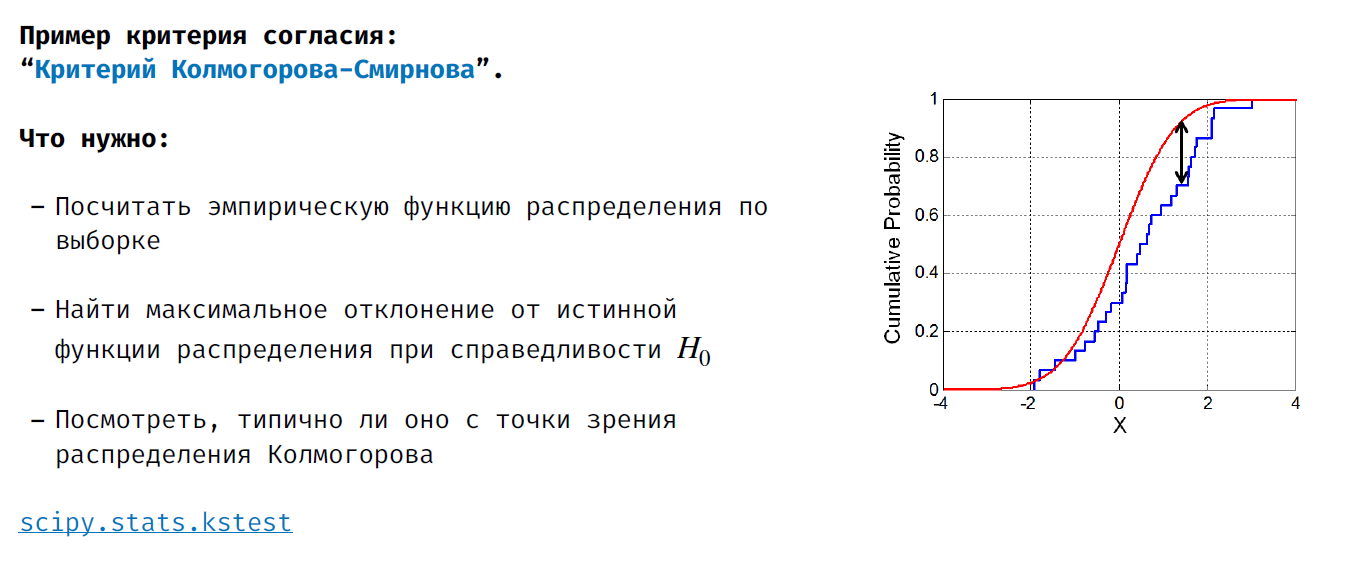 Пример критерия согласия:
“Критерий Колмогорова-Смирнова”.
Что нужно:
– Посчитать эмпирическую функцию распределения по
выборке
– Найти максимальное отклонение от истинной
функции распределения при справедливости H₀
– Посмотреть, типично ли оно с точки зрения
распределения Колмогорова
scipy.stats.kstest
Cumulative Probability
1
0.8
0.6
0.4
0.2
0
-4 -2 0 2 4
X